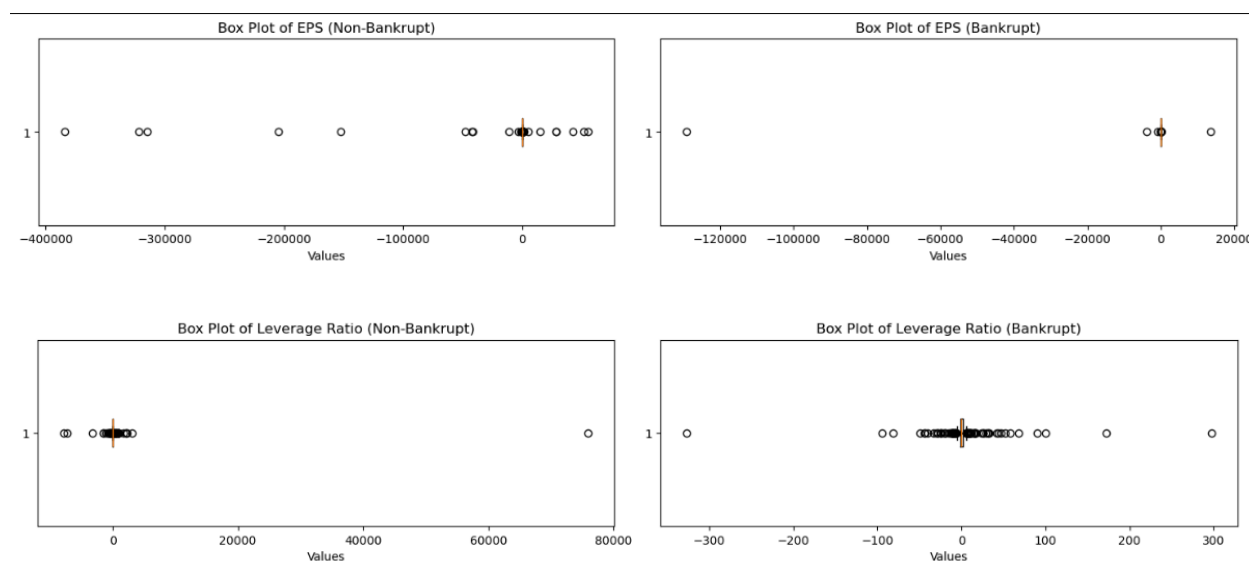 Box Plot of EPS (Non-Bankrupt)
1
−400000 −300000 −200000 −100000 0
Values
Box Plot of EPS (Bankrupt)
1
−120000 −100000 −80000 −60000 −40000 −20000 0 20000
Values
Box Plot of Leverage Ratio (Non-Bankrupt)
1
0 20000 40000 60000 80000
Values
Box Plot of Leverage Ratio (Bankrupt)
1
−300 −200 −100 0 100 200 300
Values